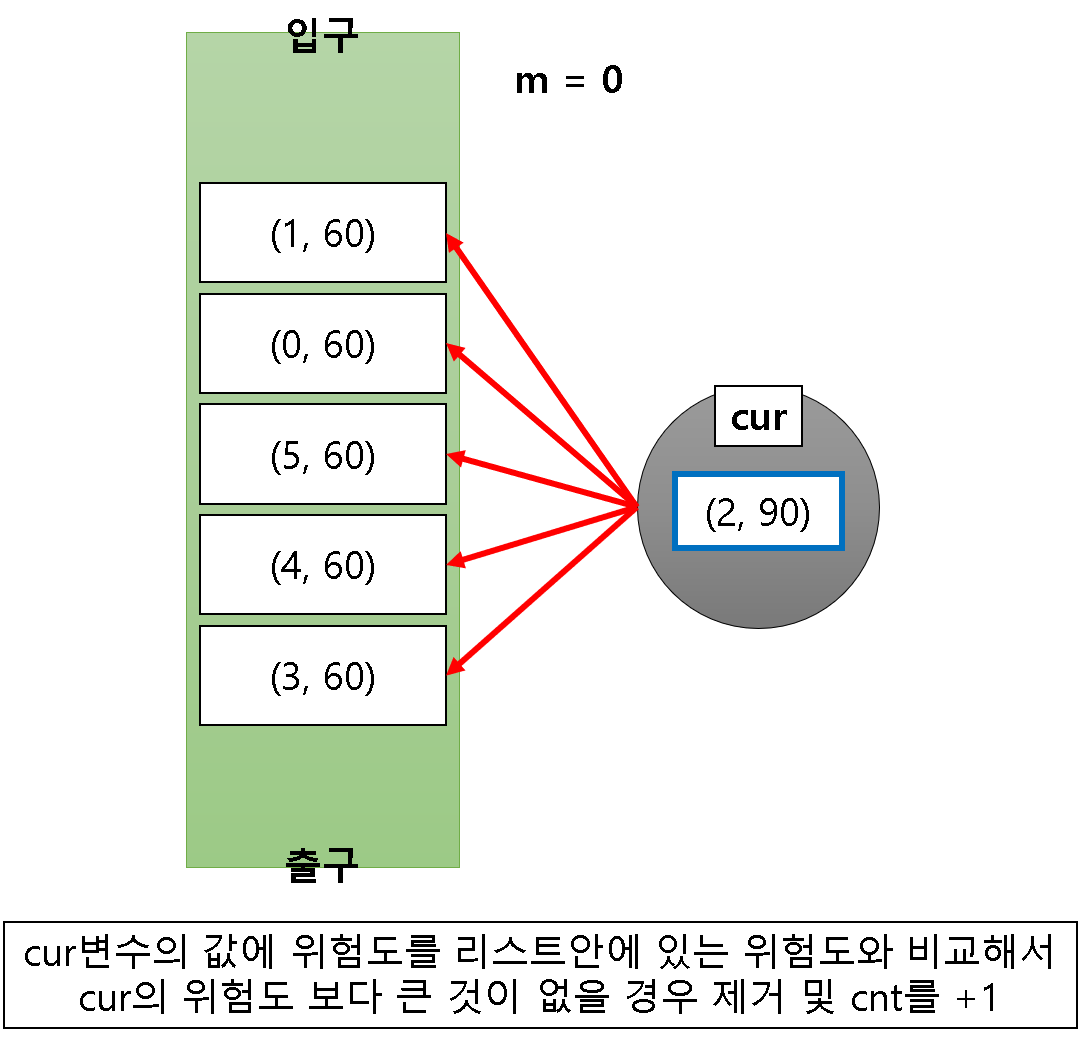 입구
m = 0
(1, 60)
(0, 60)
(5, 60)
(4, 60)
(3, 60)
cur
(2, 90)
출구
cur변수의 값에 위험도를 리스트안에 있는 위험도와 비교해서
cur의 위험도 보다 큰 것이 없을 경우 제거 및 cnt를 +1